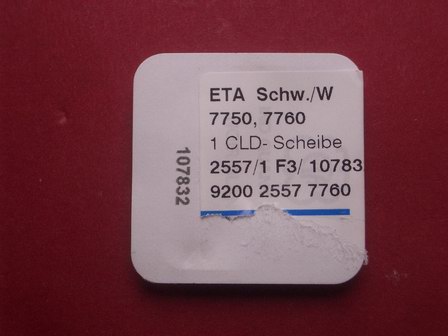 ETA Schw./W
7750, 7760
1 CLD- Scheibe
2557/1 F3/ 10783
9200 2557 7760
107832